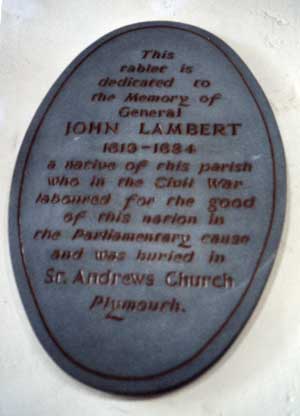 This
tablet is
dedicated to
the Memory of
General
JOHN LAMBERT
1619-1684
a native of this parish
who in the Civil War
laboured for the good
of this nation in
the Parliamentary cause
and was buried in
St. Andrews Church
Plymouth.